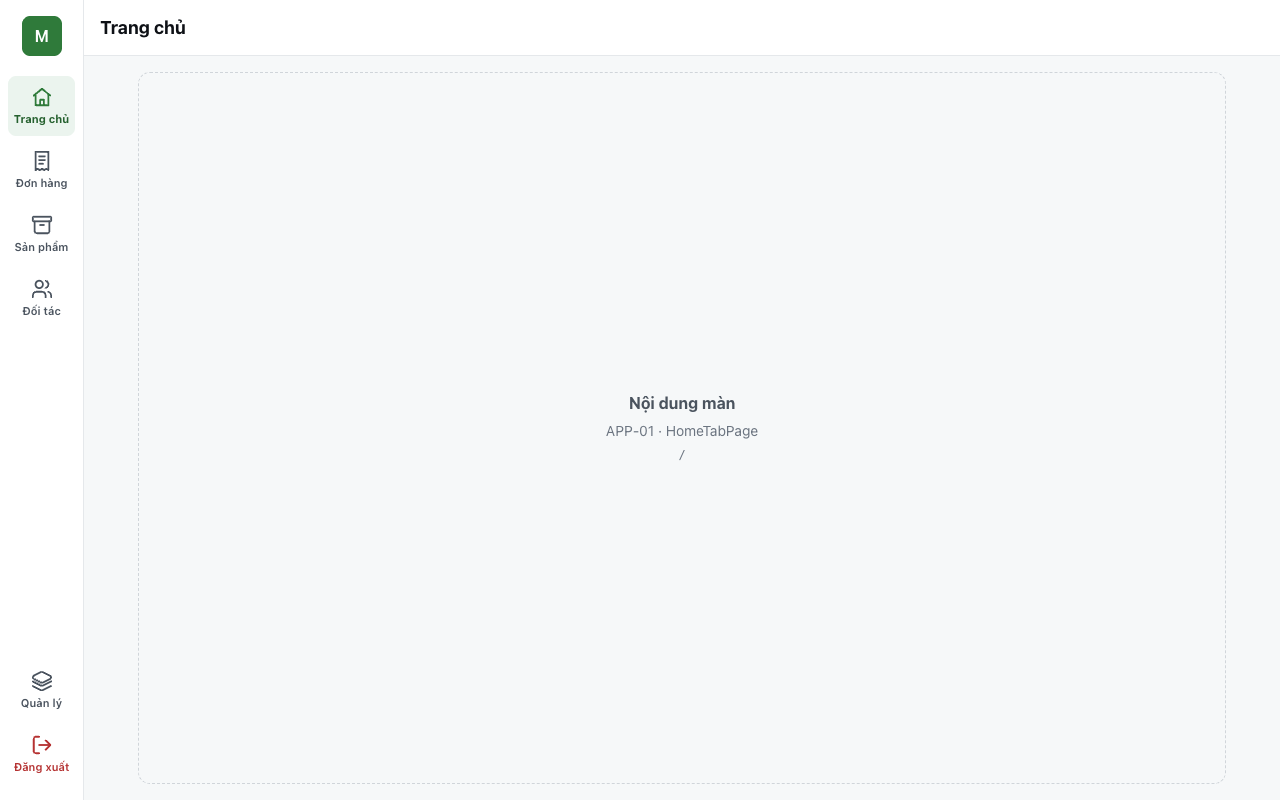 M
Trang chủ
Trang chủ
Đơn hàng
Sản phẩm
Đối tác
Nội dung màn
APP-01 · HomeTabPage
/
Quản lý
Đăng xuất